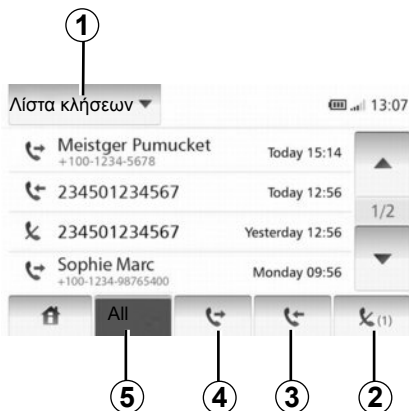 1
Λίστα κλήσεων 13:07
Meistger Pumucket Today 15:14
+100-1234-5678
234501234567 Today 12:56
1/2
234501234567 Yesterday 12:56
Sophie Marc Monday 09:56
+100-1234-98765400
All (1)
5 4 3 2